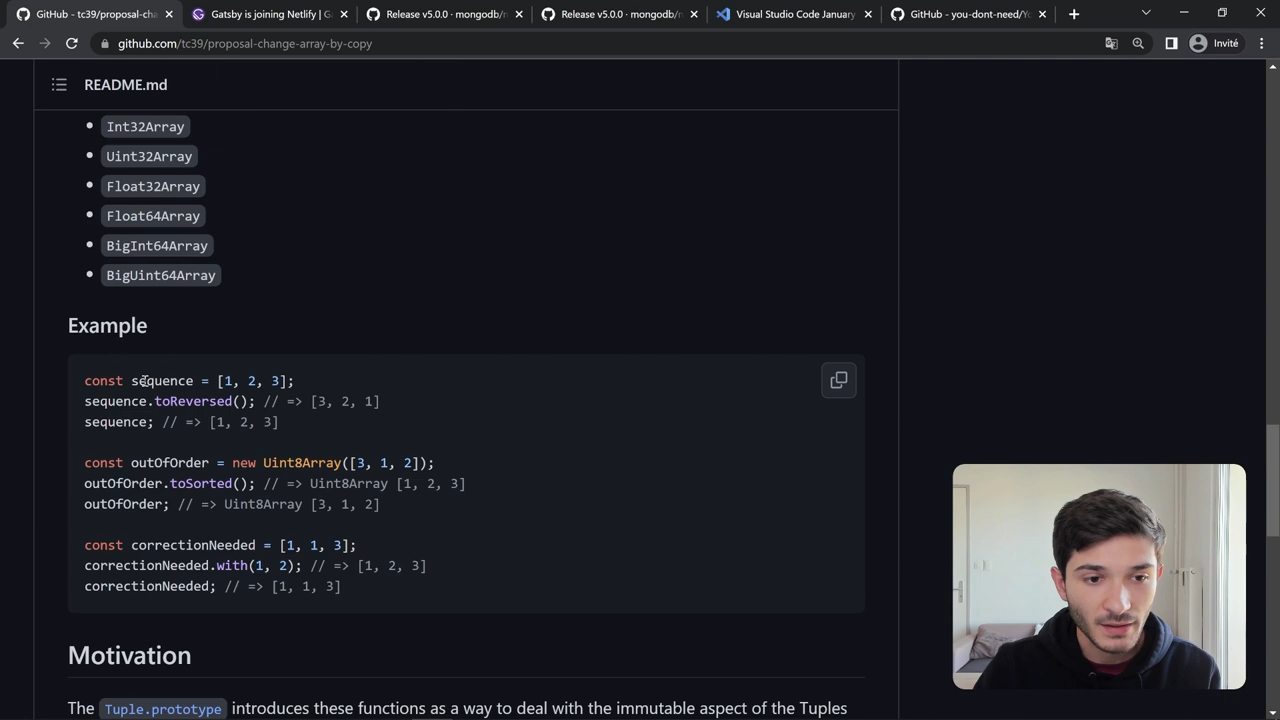 GitHub - tc39/proposal-cha
Gatsby is joining Netlify | G
Release v5.0.0 · mongodb/
Release v5.0.0 · mongodb/
Visual Studio Code January
GitHub - you-dont-need/Yo
github.com/tc39/proposal-change-array-by-copy
Invité
README.md
Int32Array
Uint32Array
Float32Array
Float64Array
BigInt64Array
BigUint64Array
Example
const sequence = [1, 2, 3];
sequence.toReversed(); // => [3, 2, 1]
sequence; // => [1, 2, 3]
const outOfOrder = new Uint8Array([3, 1, 2]);
outOfOrder.toSorted(); // => Uint8Array [1, 2, 3]
outOfOrder; // => Uint8Array [3, 1, 2]
const correctionNeeded = [1, 1, 3];
correctionNeeded.with(1, 2); // => [1, 2, 3]
correctionNeeded; // => [1, 1, 3]
Motivation
The Tuple.prototype introduces these functions as a way to deal with the immutable aspect of the Tuples